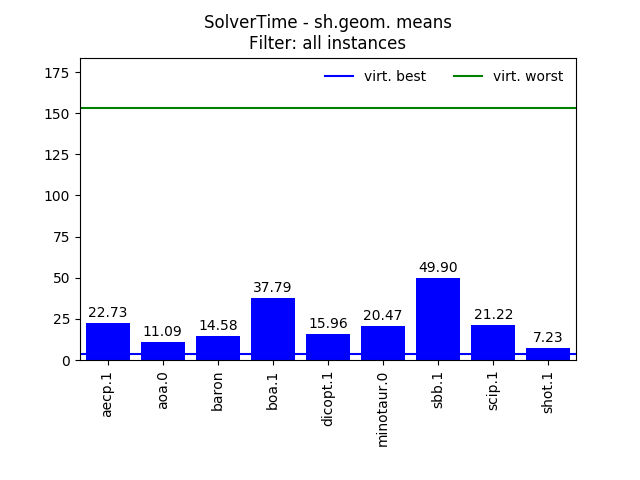 SolverTime - sh.geom. means
Filter: all instances
virt. best
virt. worst
175
150
125
100
75
50
25
0
22.73
11.09
14.58
37.79
15.96
20.47
49.90
21.22
7.23
aecp.1
aoa.0
baron
boa.1
dicopt.1
minotaur.0
sbb.1
scip.1
shot.1